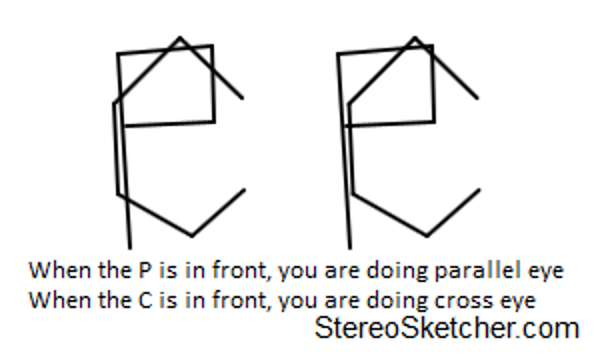 When the P is in front, you are doing parallel eye
When the C is in front, you are doing cross eye
StereoSketcher.com